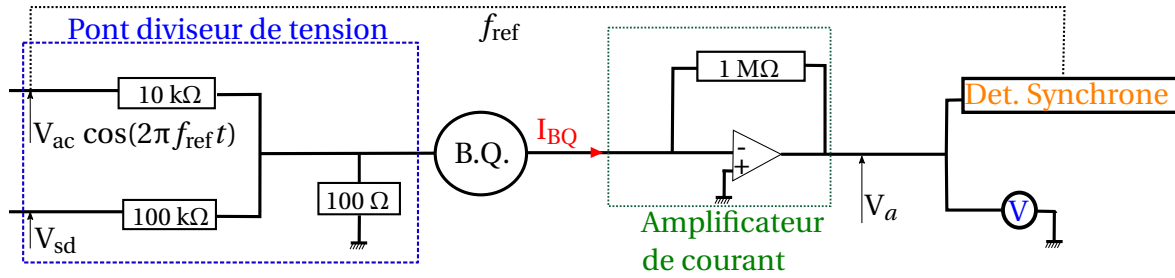 Pont diviseur de tension
f_ref
10 kΩ
1 MΩ
Det. Synchrone
V_ac cos(2π f_ref t)
B.Q.
I_BQ
-
+
100 kΩ
100 Ω
V_sd
V_a
V
Amplificateur
de courant